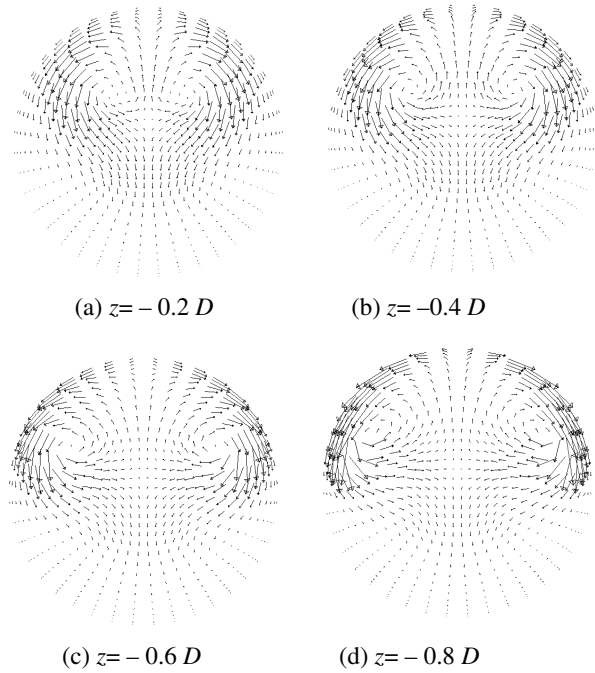 (a) z= – 0.2 D
(b) z= –0.4 D
(c) z= – 0.6 D
(d) z= – 0.8 D